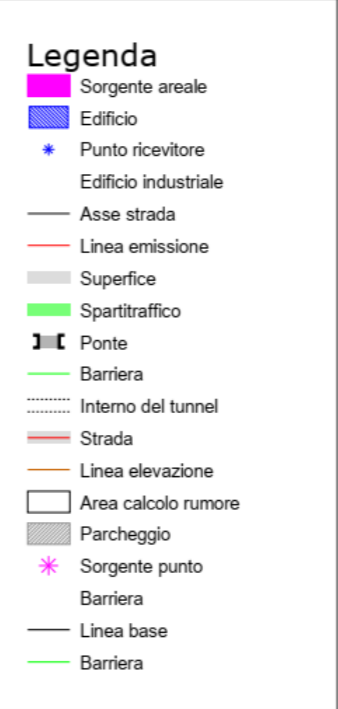 Legenda
Sorgente areale
Edificio
Punto ricevitore
Edificio industriale
Asse strada
Linea emissione
Superfice
Spartitraffico
Ponte
Barriera
Interno del tunnel
Strada
Linea elevazione
Area calcolo rumore
Parcheggio
Sorgente punto
Barriera
Linea base
Barriera